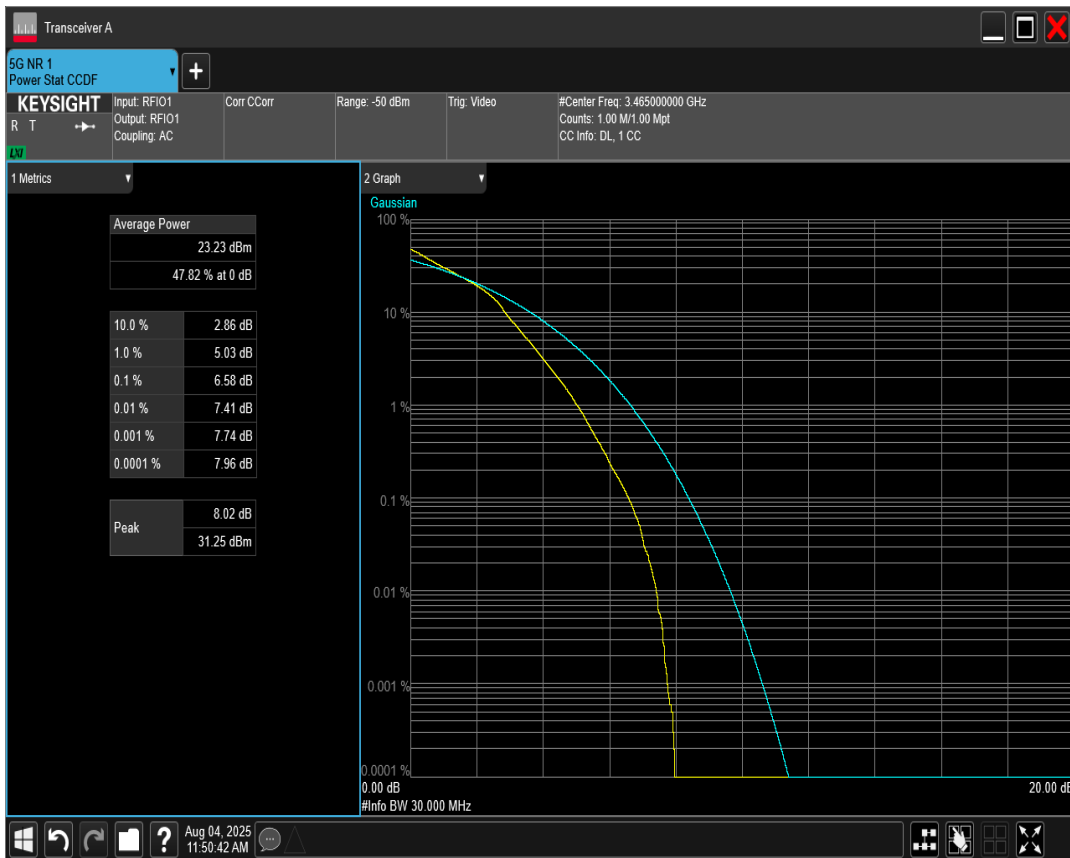 Transceiver A
5G NR 1
Power Stat CCDF
KEYSIGHT
R T
LXI
Input: RFIO1
Output: RFIO1
Coupling: AC
Corr CCorr
Range: -50 dBm
Trig: Video
#Center Freq: 3.465000000 GHz
Counts: 1.00 M/1.00 Mpt
CC Info: DL, 1 CC
1 Metrics
Average Power
23.23 dBm
47.82 % at 0 dB
10.0 % 2.86 dB
1.0 % 5.03 dB
0.1 % 6.58 dB
0.01 % 7.41 dB
0.001 % 7.74 dB
0.0001 % 7.96 dB
Peak
8.02 dB
31.25 dBm
2 Graph
Gaussian
100 %
10 %
1 %
0.1 %
0.01 %
0.001 %
0.0001 %
0.00 dB 20.00 dB
#Info BW 30.000 MHz
Aug 04, 2025
11:50:42 AM